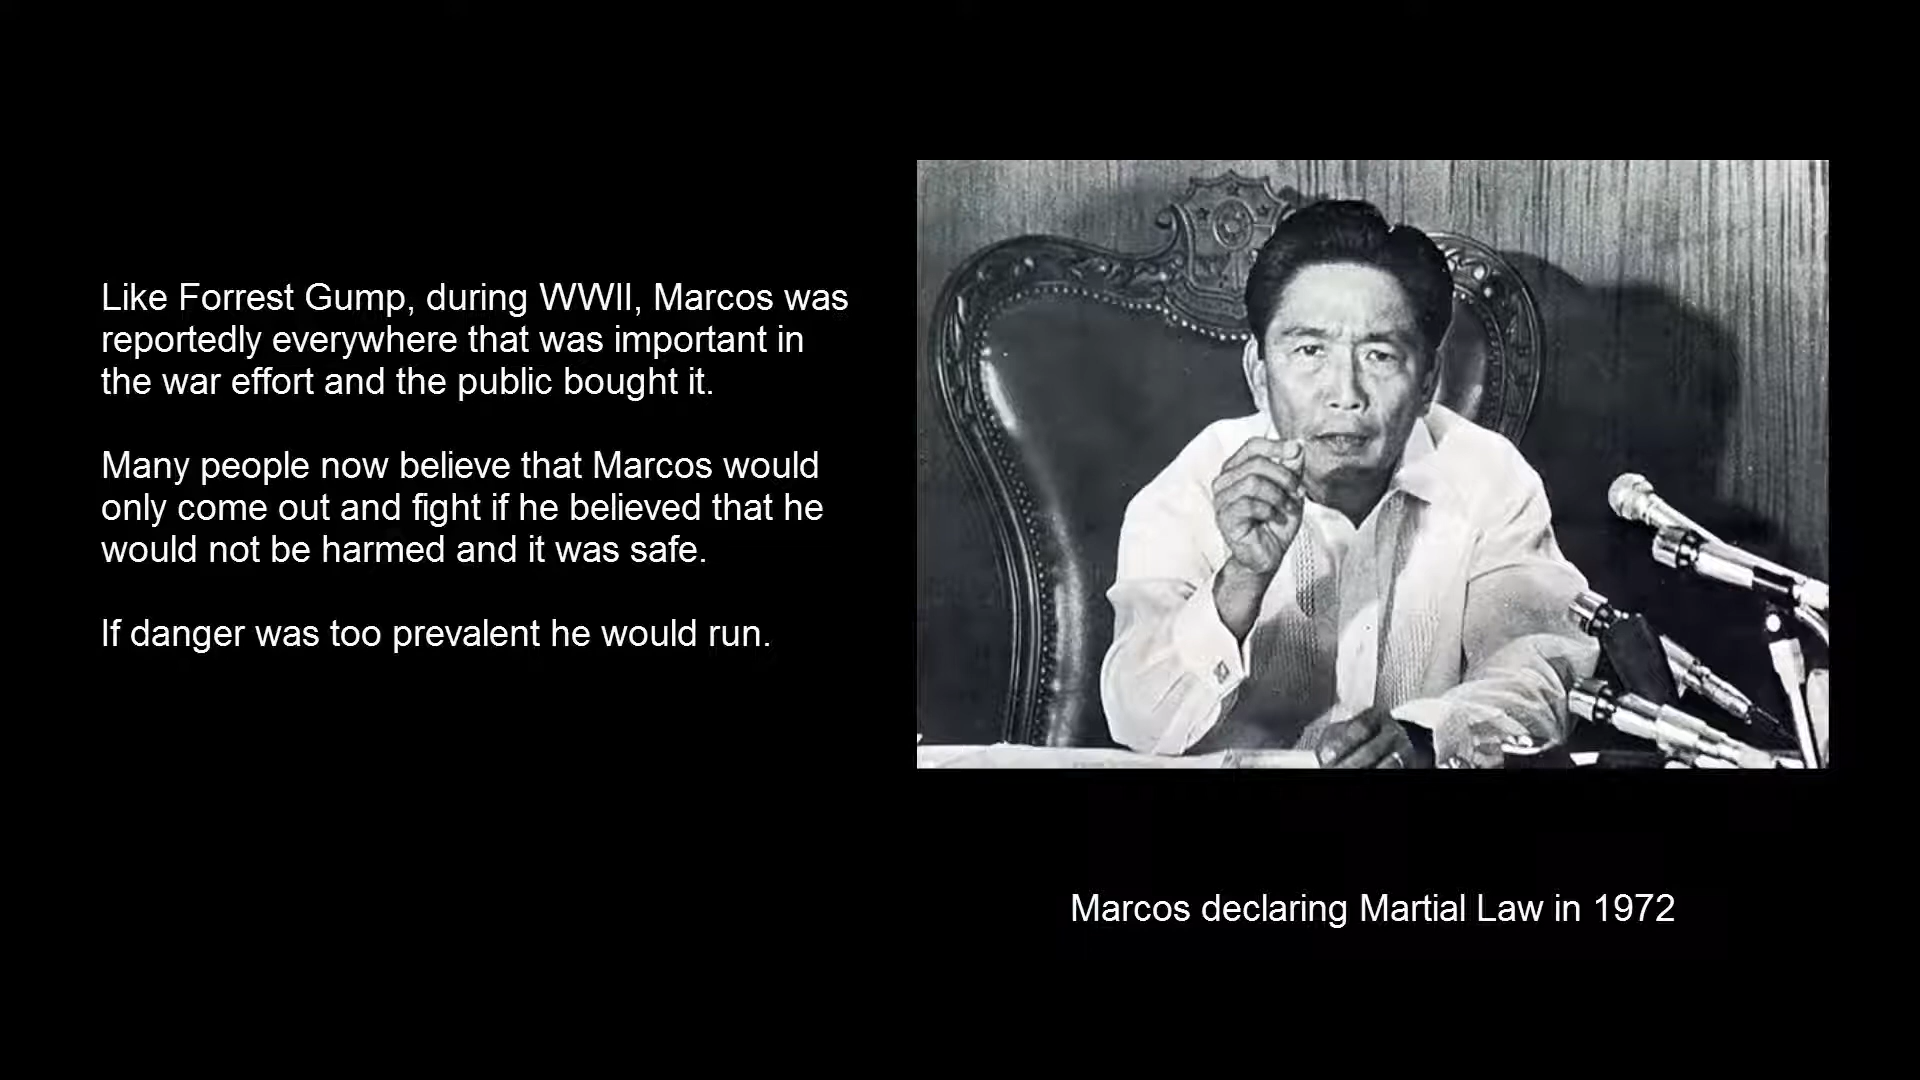 Like Forrest Gump, during WWII, Marcos was
reportedly everywhere that was important in
the war effort and the public bought it.
Many people now believe that Marcos would
only come out and fight if he believed that he
would not be harmed and it was safe.
If danger was too prevalent he would run.
Marcos declaring Martial Law in 1972